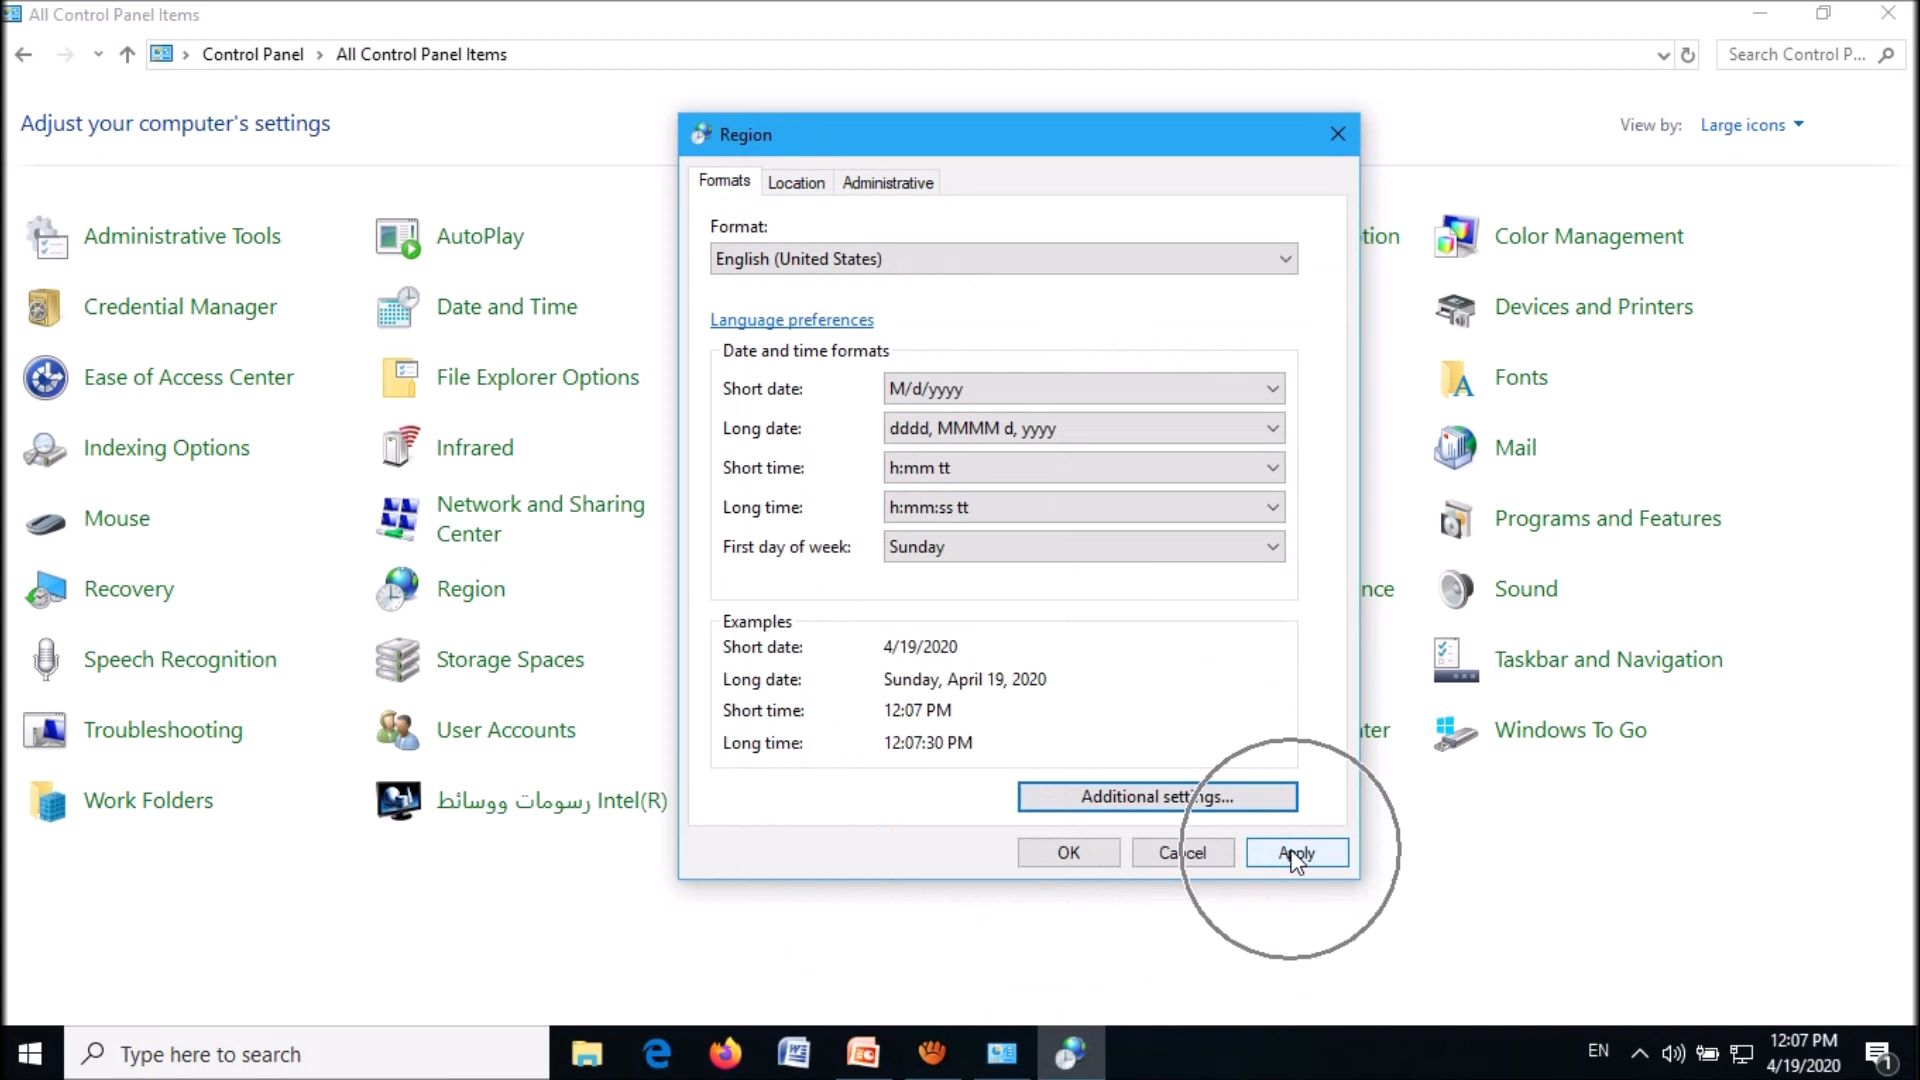 All Control Panel Items
Control Panel
All Control Panel Items
Search Control P...
Adjust your computer's settings
View by: Large icons
Administrative Tools
AutoPlay
Color Management
Credential Manager
Date and Time
Devices and Printers
Ease of Access Center
File Explorer Options
Fonts
Indexing Options
Infrared
Mail
Mouse
Network and Sharing
Center
Programs and Features
Recovery
Region
Sound
Speech Recognition
Storage Spaces
Taskbar and Navigation
Troubleshooting
User Accounts
Windows To Go
Work Folders
رسومات ووسائط Intel(R)
Region
Formats
Location
Administrative
Format:
English (United States)
Language preferences
Date and time formats
Short date: M/d/yyyy
Long date: dddd, MMMM d, yyyy
Short time: h:mm tt
Long time: h:mm:ss tt
First day of week: Sunday
Examples
Short date: 4/19/2020
Long date: Sunday, April 19, 2020
Short time: 12:07 PM
Long time: 12:07:30 PM
Additional settings...
OK
Cancel
Apply
Type here to search
EN
12:07 PM
4/19/2020
1